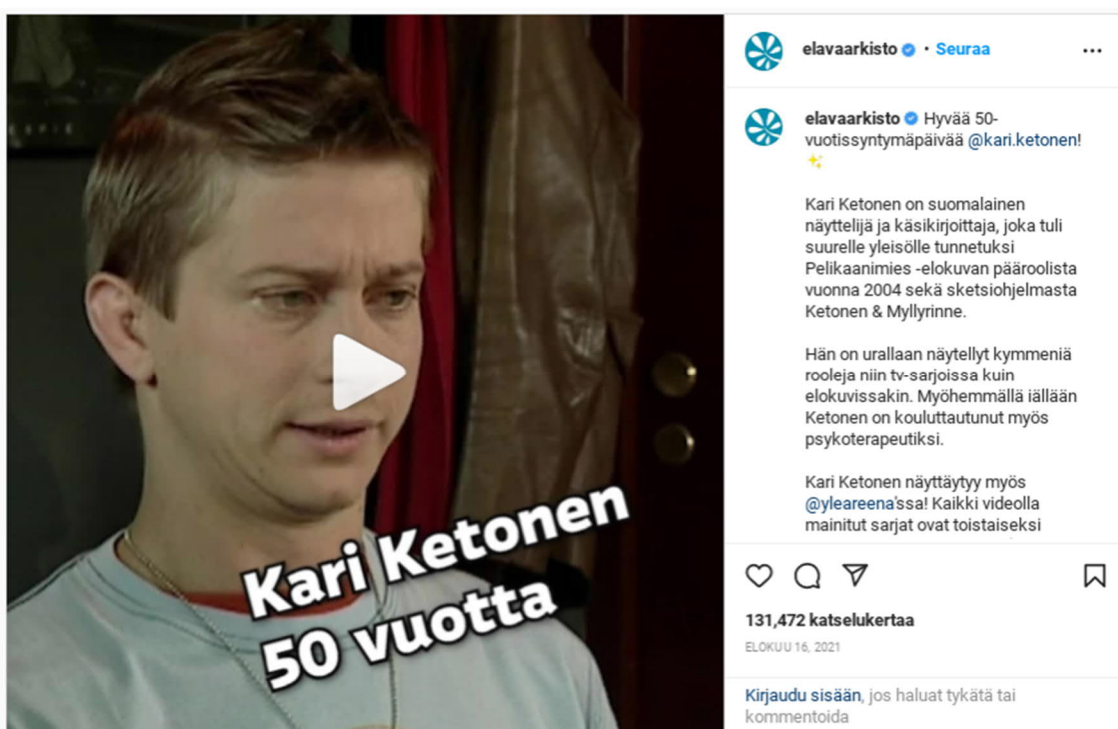 elavaarkisto • Seuraa
elavaarkisto Hyvää 50-
vuotissyntymäpäivää @kari.ketonen!
Kari Ketonen on suomalainen
näyttelijä ja käsikirjoittaja, joka tuli
suurelle yleisölle tunnetuksi
Pelikaanimies -elokuvan pääroolista
vuonna 2004 sekä sketsiohjelmasta
Ketonen & Myllyrinne.
Hän on urallaan näytellyt kymmeniä
rooleja niin tv-sarjoissa kuin
elokuvissakin. Myöhemmällä iällään
Ketonen on kouluttautunut myös
psykoterapeutiksi.
Kari Ketonen näyttäytyy myös
@yleareena'ssa! Kaikki videolla
mainitut sarjat ovat toistaiseksi
Kari Ketonen
50 vuotta
131,472 katselukertaa
ELOKUU 16, 2021
Kirjaudu sisään, jos haluat tykätä tai
kommentoida